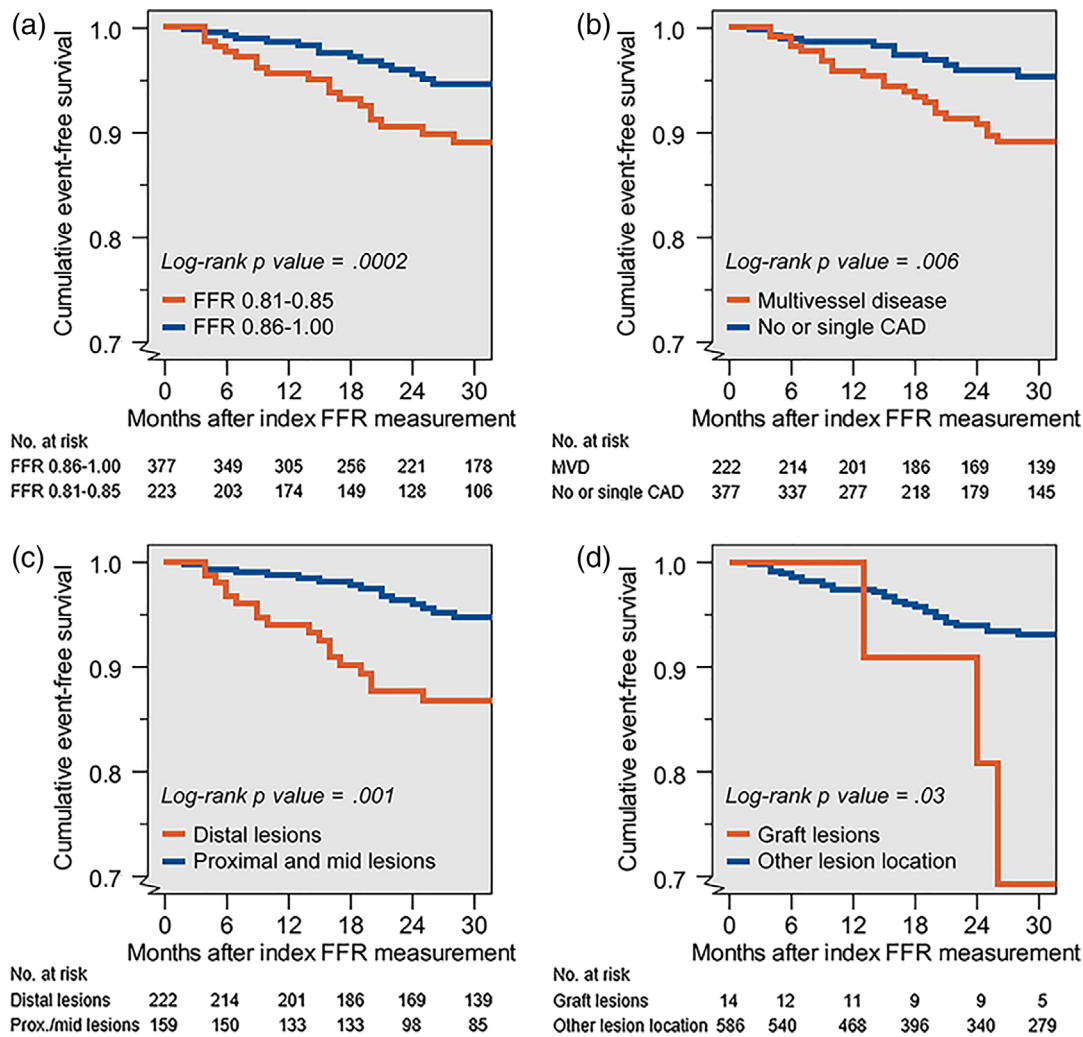 (a)
Cumulative event-free survival
1.0
0.9
0.8
0.7
Log-rank p value = .0002
FFR 0.81-0.85
FFR 0.86-1.00
0 6 12 18 24 30
Months after index FFR measurement
No. at risk
FFR 0.86-1.00 377 349 305 256 221 178
FFR 0.81-0.85 223 203 174 149 128 106
(b)
Cumulative event-free survival
1.0
0.9
0.8
0.7
Log-rank p value = .006
Multivessel disease
No or single CAD
0 6 12 18 24 30
Months after index FFR measurement
No. at risk
MVD 222 214 201 186 169 139
No or single CAD 377 337 277 218 179 145
(c)
Cumulative event-free survival
1.0
0.9
0.8
0.7
Log-rank p value = .001
Distal lesions
Proximal and mid lesions
0 6 12 18 24 30
Months after index FFR measurement
No. at risk
Distal lesions 222 214 201 186 169 139
Prox./mid lesions 159 150 133 133 98 85
(d)
Cumulative event-free survival
1.0
0.9
0.8
0.7
Log-rank p value = .03
Graft lesions
Other lesion location
0 6 12 18 24 30
Months after index FFR measurement
No. at risk
Graft lesions 14 12 11 9 9 5
Other lesion location 586 540 468 396 340 279